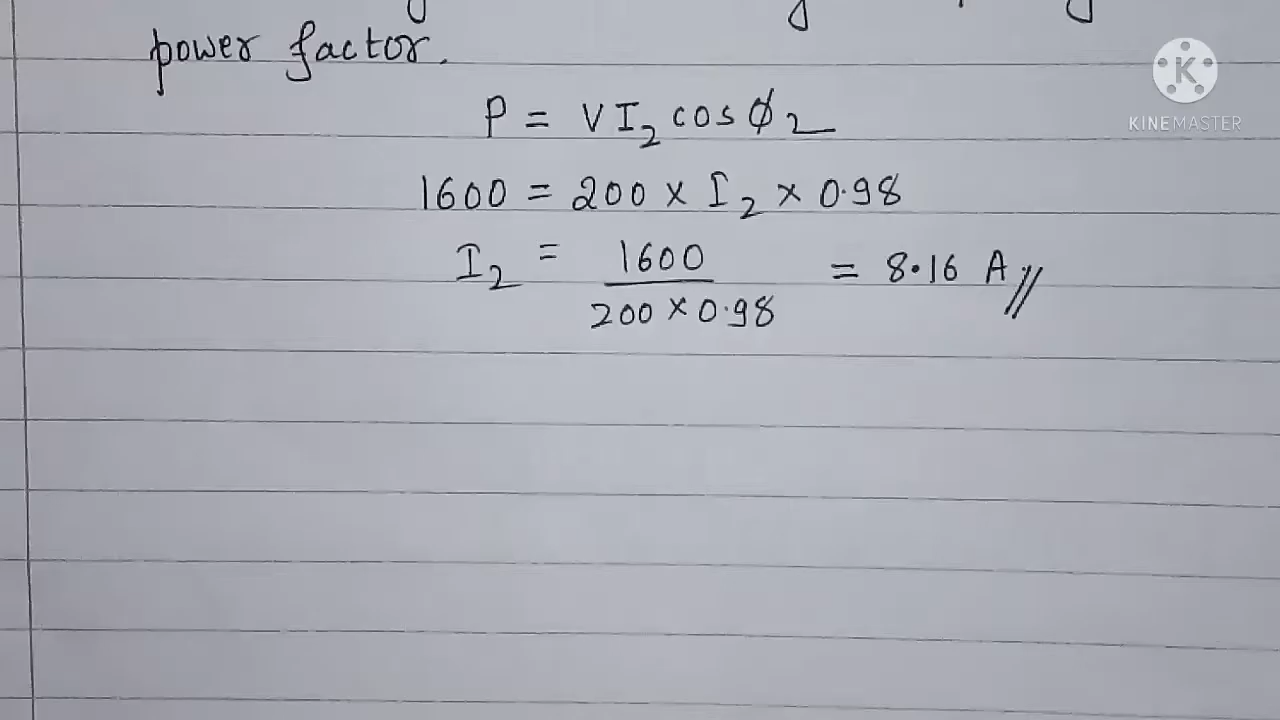 power factor.
K
KINEMASTER
P = VI₂ cos ϕ₂
1600 = 200 × I₂ × 0.98
I₂ = 1600 / 200 × 0.98 = 8.16 A //